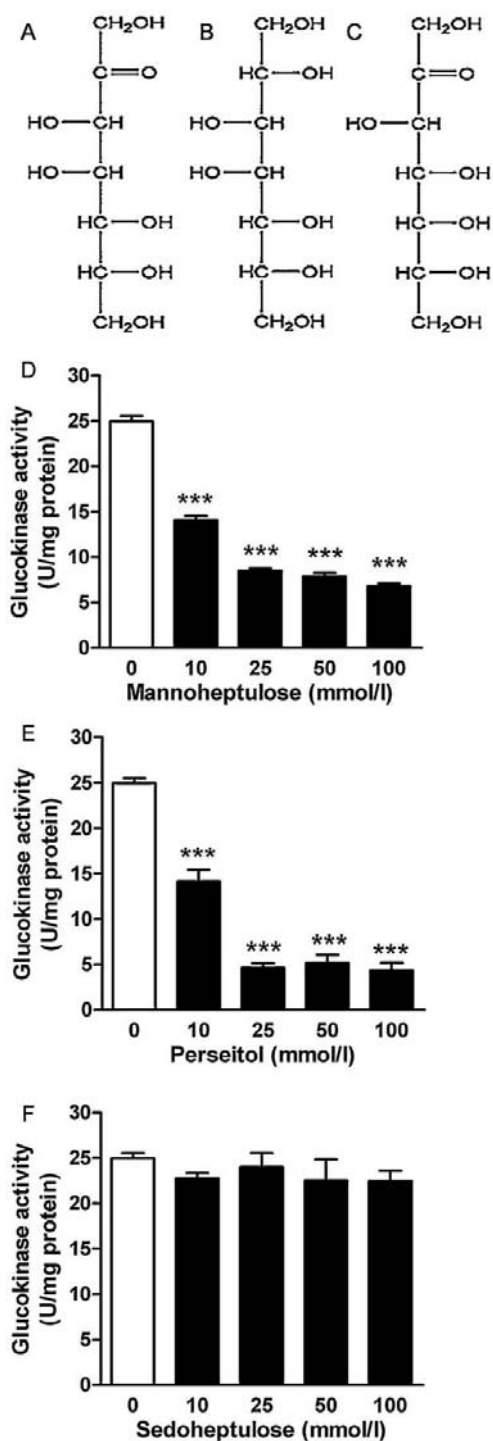 A B C
CH₂OH CH₂OH CH₂OH
C=O HC—OH C=O
HO—CH HO—CH HO—CH
HO—CH HO—CH HC—OH
HC—OH HC—OH HC—OH
HC—OH HC—OH HC—OH
CH₂OH CH₂OH CH₂OH
D
Glucokinase activity
(U/mg protein)
30
25
20
15
10
5
0
*** *** *** ***
0 10 25 50 100
Mannoheptulose (mmol/l)
E
Glucokinase activity
(U/mg protein)
30
25
20
15
10
5
0
*** *** *** ***
0 10 25 50 100
Perseitol (mmol/l)
F
Glucokinase activity
(U/mg protein)
30
25
20
15
10
5
0
0 10 25 50 100
Sedoheptulose (mmol/l)